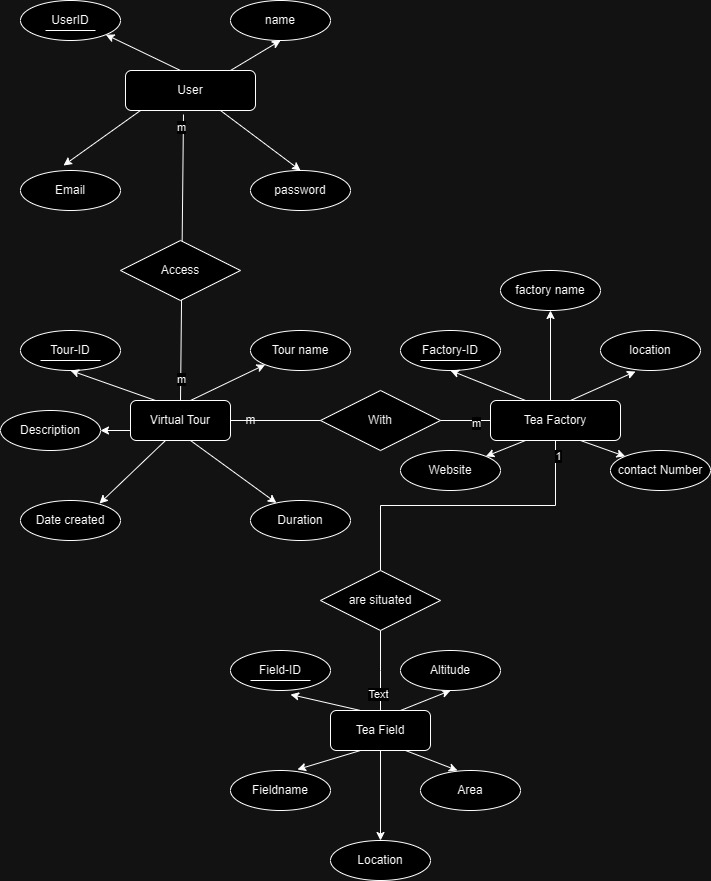 UserID
name
User
m
Email
password
Access
factory name
Tour-ID
Tour name
Factory-ID
location
m
Virtual Tour
m
With
m
Tea Factory
Description
Website
contact Number
1
Date created
Duration
are situated
Field-ID
Altitude
Text
Tea Field
Fieldname
Area
Location